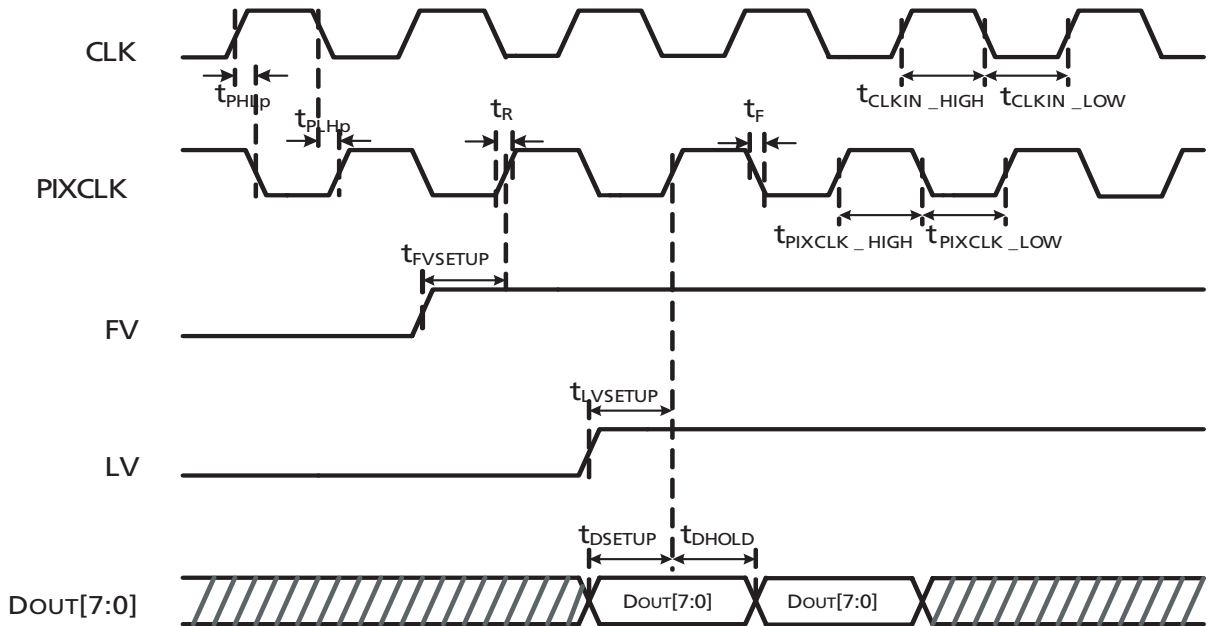 CLK
tPHLp
tPLHp
tR
tF
tCLKIN_HIGH
tCLKIN_LOW
PIXCLK
tPIXCLK_HIGH
tPIXCLK_LOW
tFVSETUP
FV
tLVSETUP
LV
tDSETUP
tDHOLD
DOUT[7:0]
DOUT[7:0]
DOUT[7:0]